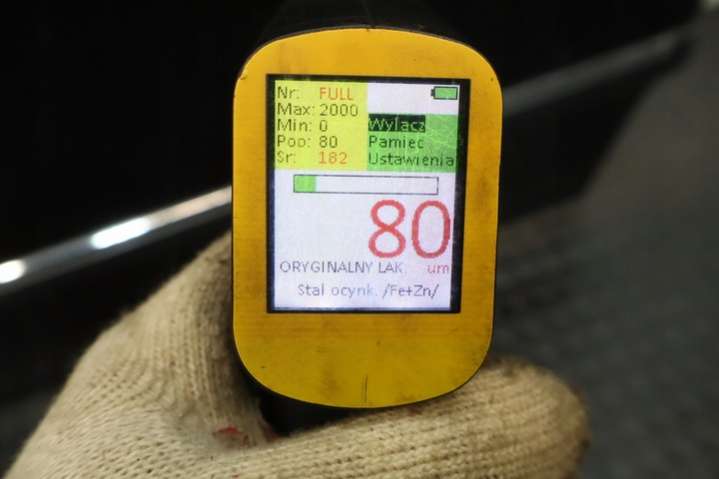 Nr: FULL
Max: 2000
Min: 0
Pop: 80
Sr: 182
Wyłącz
Pamięć
Ustawienia
80
ORYGINALNY LAK. um
Stal ocynk. /Fe+Zn/